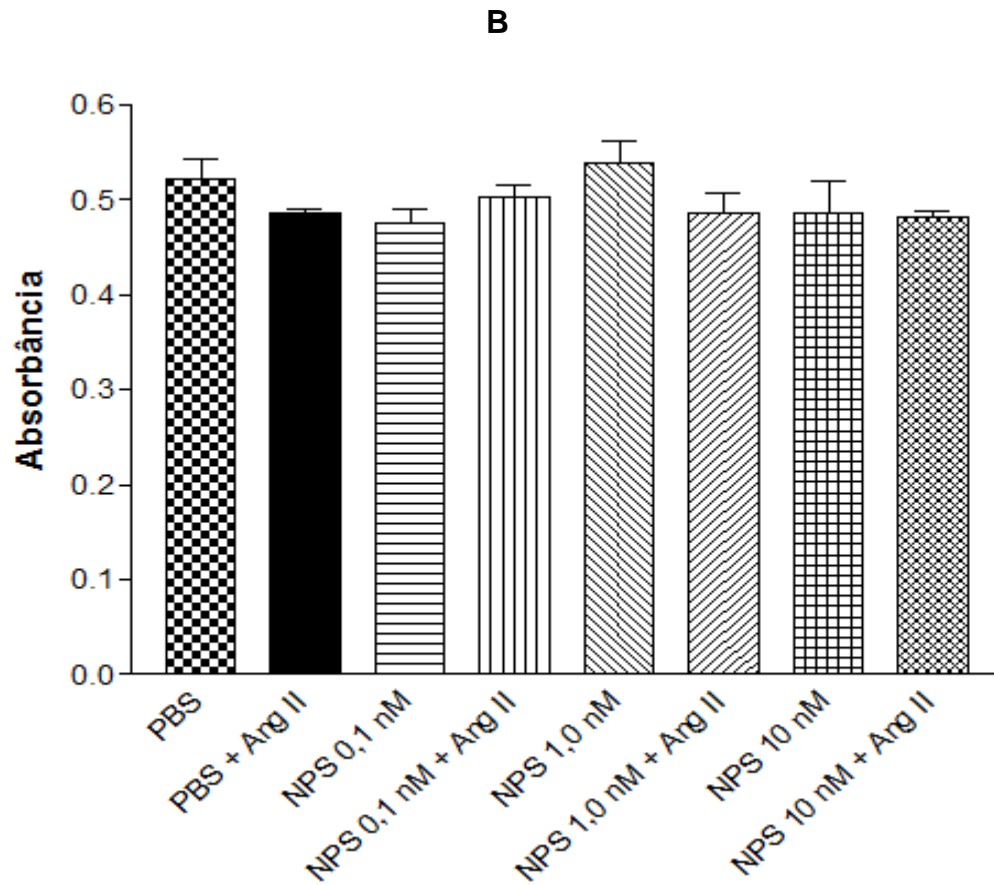 B
Absorbância
0.6
0.5
0.4
0.3
0.2
0.1
0.0
PBS
PBS + Ang II
NPS 0,1 nM
NPS 0,1 nM + Ang II
NPS 1,0 nM
NPS 1,0 nM + Ang II
NPS 10 nM
NPS 10 nM + Ang II